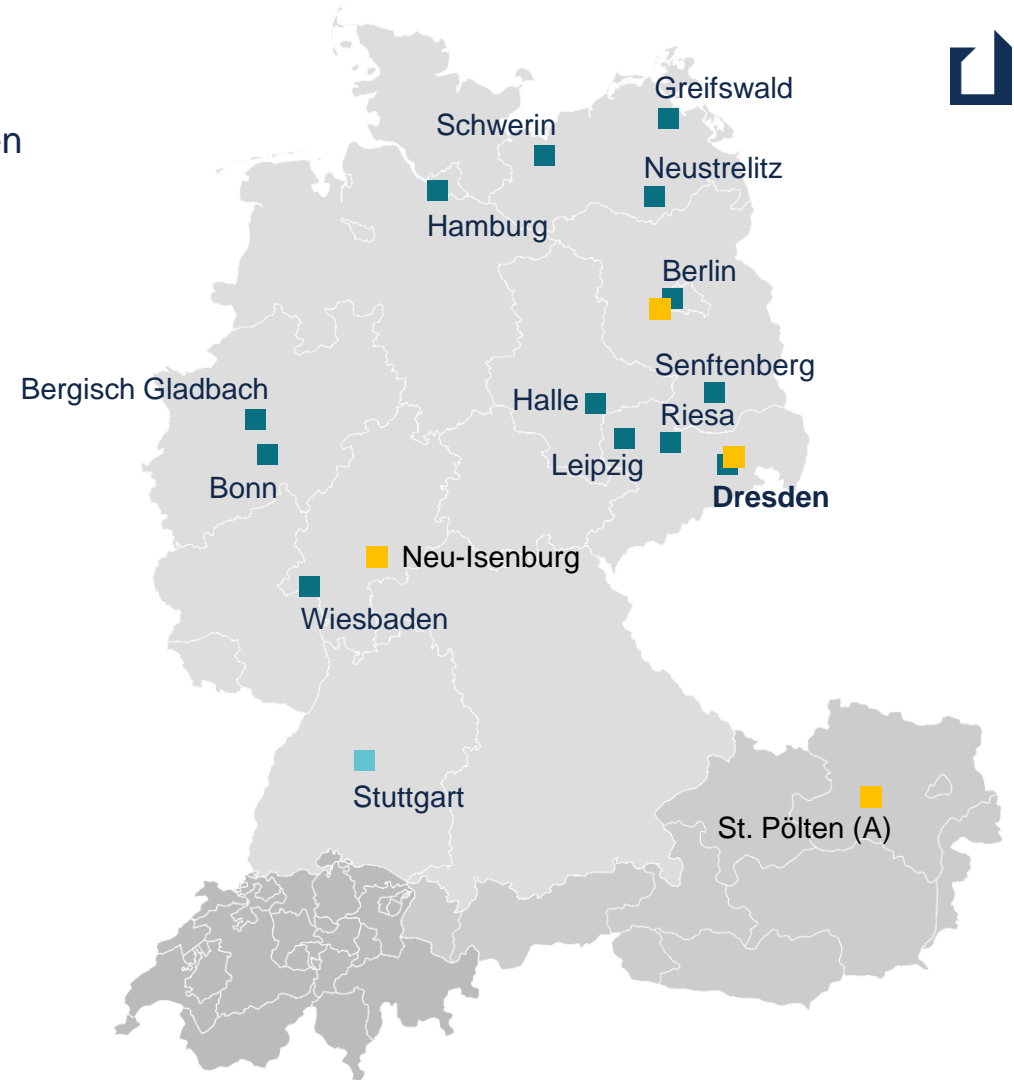 Greifswald
Schwerin
en
Neustrelitz
Hamburg
Berlin
Senftenberg
Bergisch Gladbach
Halle
Riesa
Leipzig
Bonn
Dresden
Neu-Isenburg
Wiesbaden
Stuttgart
St. Pölten (A)